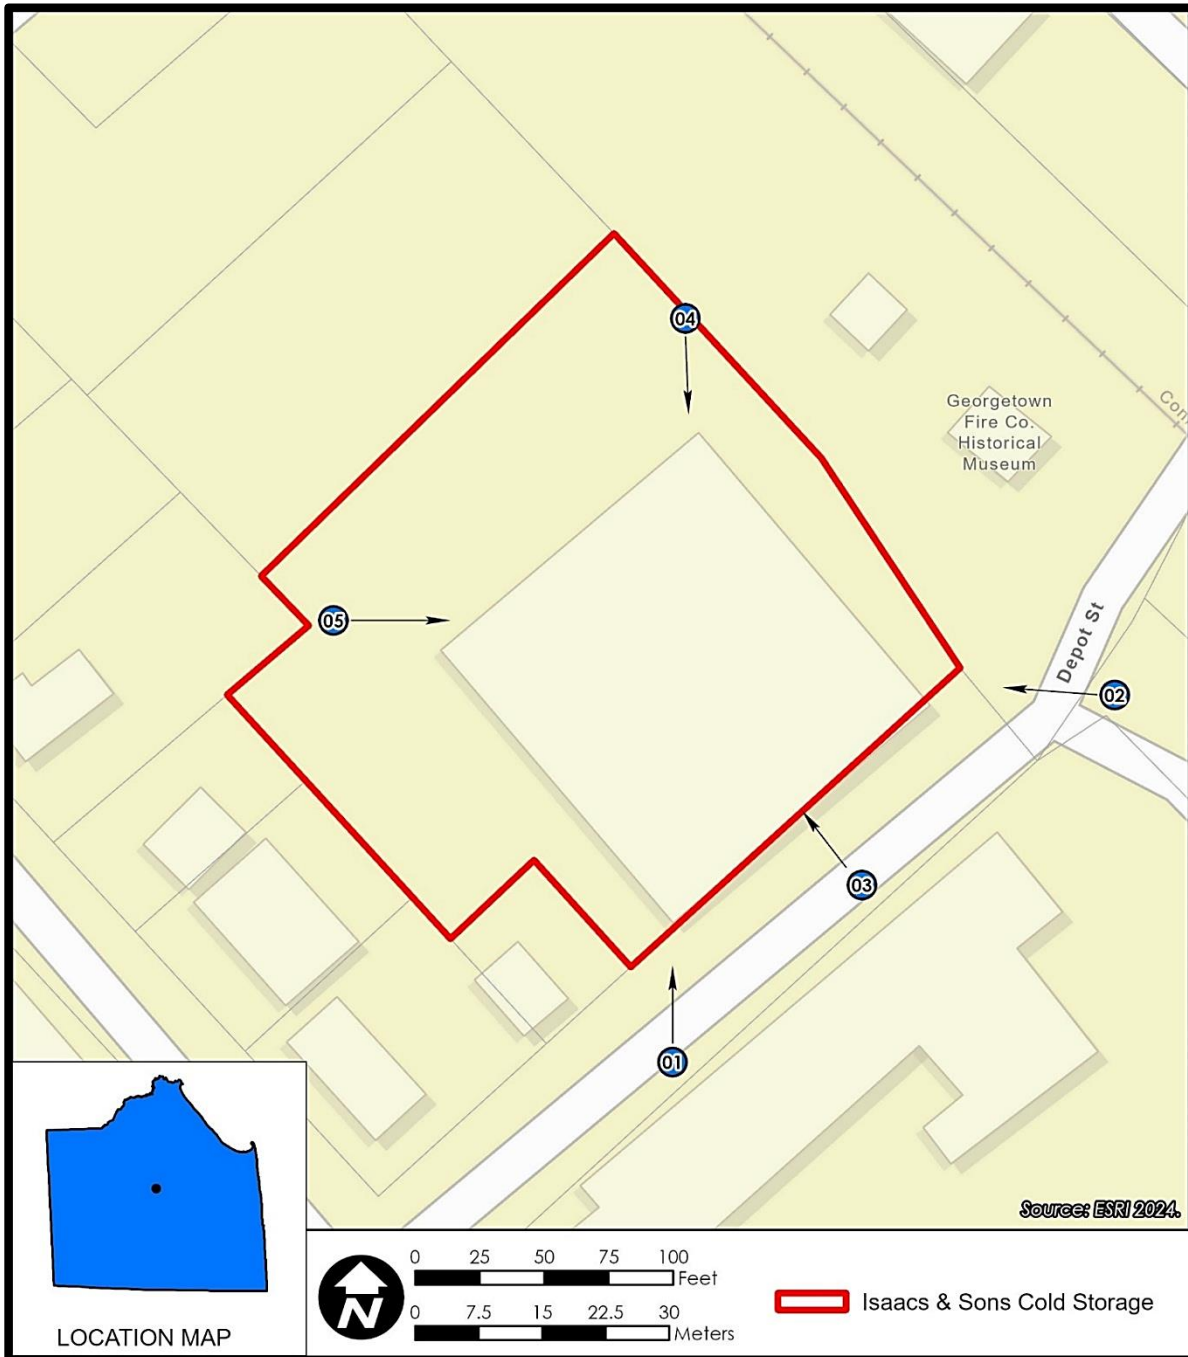 04
Georgetown
Fire Co.
Historical
Museum
05
Depot St
02
03
01
Source: ESRI 2024.
LOCATION MAP
N
0 25 50 75 100
Feet
0 7.5 15 22.5 30
Meters
Isaacs & Sons Cold Storage